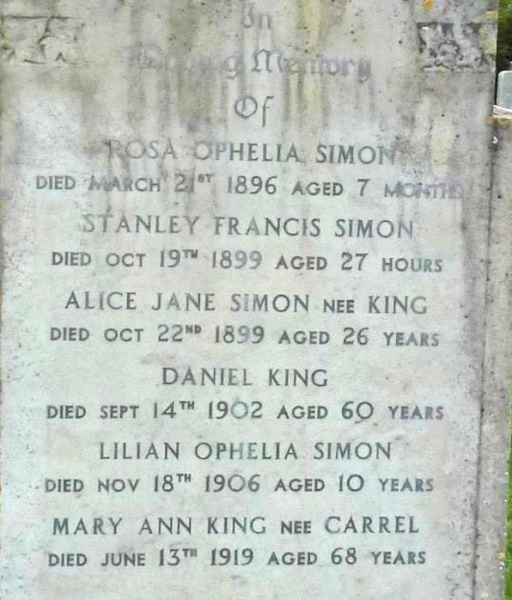 In
Loving Memory
Of
ROSA OPHELIA SIMON
DIED MARCH 21ST 1896 AGED 7 MONTHS
STANLEY FRANCIS SIMON
DIED OCT 19TH 1899 AGED 27 HOURS
ALICE JANE SIMON NEE KING
DIED OCT 22ND 1899 AGED 26 YEARS
DANIEL KING
DIED SEPT 14TH 1902 AGED 60 YEARS
LILIAN OPHELIA SIMON
DIED NOV 18TH 1906 AGED 10 YEARS
MARY ANN KING NEE CARREL
DIED JUNE 13TH 1919 AGED 68 YEARS